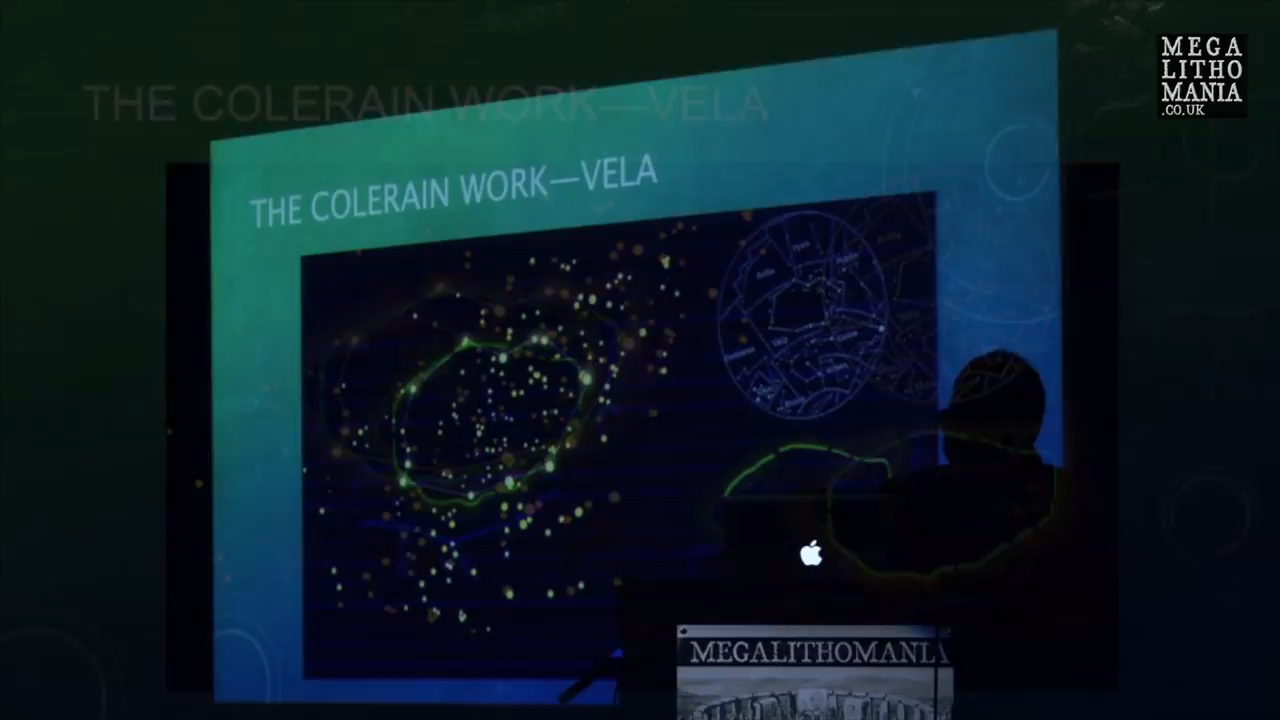 MEGA
LITHO
MANIA
.CO.UK
THE COLERAIN WORK—VELA
THE COLERAIN WORK—VELA
MEGALITHOMANIA